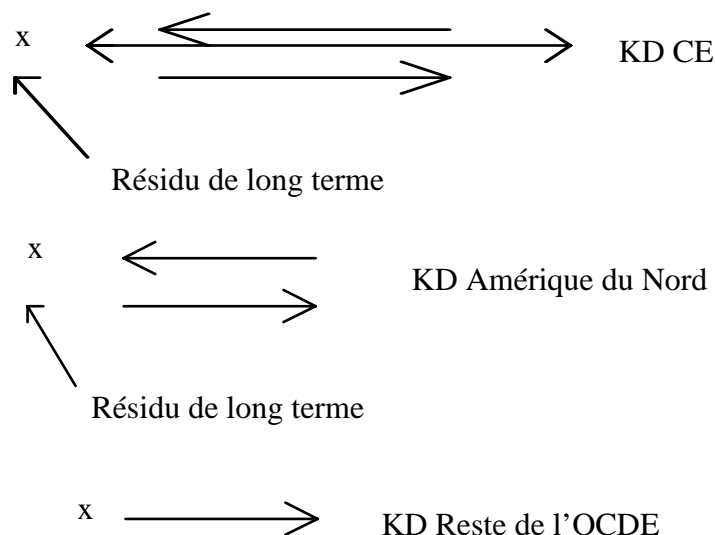 x
KD CE
Résidu de long terme
x
KD Amérique du Nord
Résidu de long terme
x
KD Reste de l’OCDE